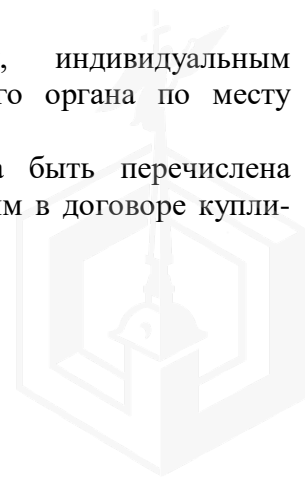 , индивидуальным
го органа по месту
а быть перечислена
им в договоре купли-